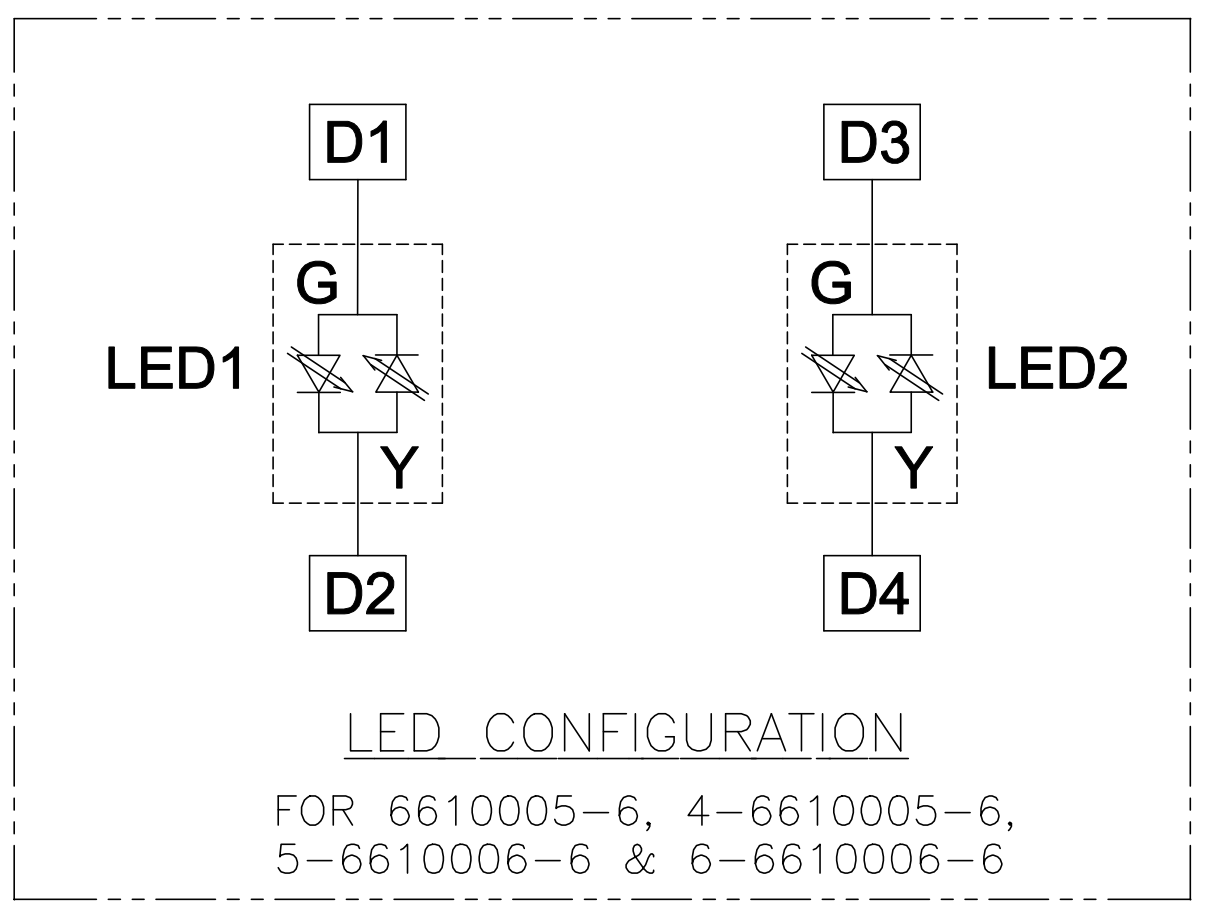 D1 D3
G G
LED1 LED2
Y Y
D2 D4
LED CONFIGURATION
FOR 6610005-6, 4-6610005-6,
5-6610006-6 & 6-6610006-6